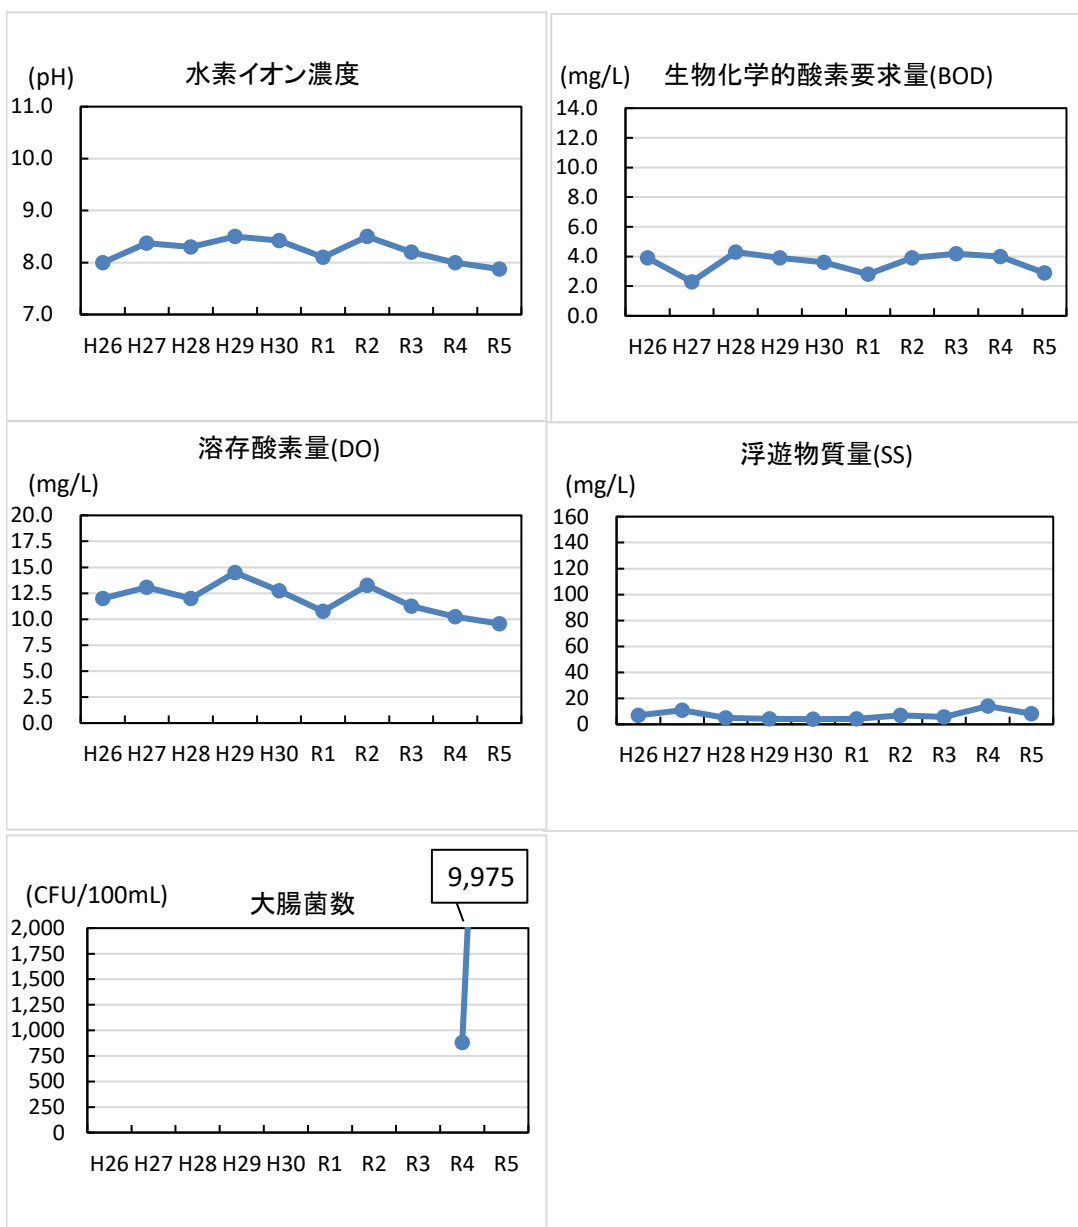 水素イオン濃度
(pH)
11.0
10.0
9.0
8.0
7.0
H26 H27 H28 H29 H30 R1 R2 R3 R4 R5
生物化学的酸素要求量(BOD)
(mg/L)
14.0
12.0
10.0
8.0
6.0
4.0
2.0
0.0
H26 H27 H28 H29 H30 R1 R2 R3 R4 R5
溶存酸素量(DO)
(mg/L)
20.0
17.5
15.0
12.5
10.0
7.5
5.0
2.5
0.0
H26 H27 H28 H29 H30 R1 R2 R3 R4 R5
浮遊物質量(SS)
(mg/L)
160
140
120
100
80
60
40
20
0
H26 H27 H28 H29 H30 R1 R2 R3 R4 R5
9,975
(CFU/100mL)
大腸菌数
2,000
1,750
1,500
1,250
1,000
750
500
250
0
H26 H27 H28 H29 H30 R1 R2 R3 R4 R5